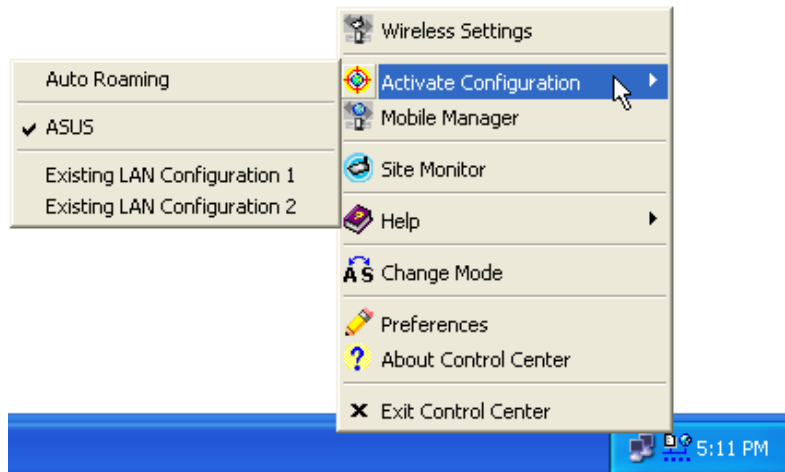 Wireless Settings
Activate Configuration
Mobile Manager
Site Monitor
Help
Change Mode
Preferences
About Control Center
Exit Control Center
Auto Roaming
ASUS
Existing LAN Configuration 1
Existing LAN Configuration 2
5:11 PM